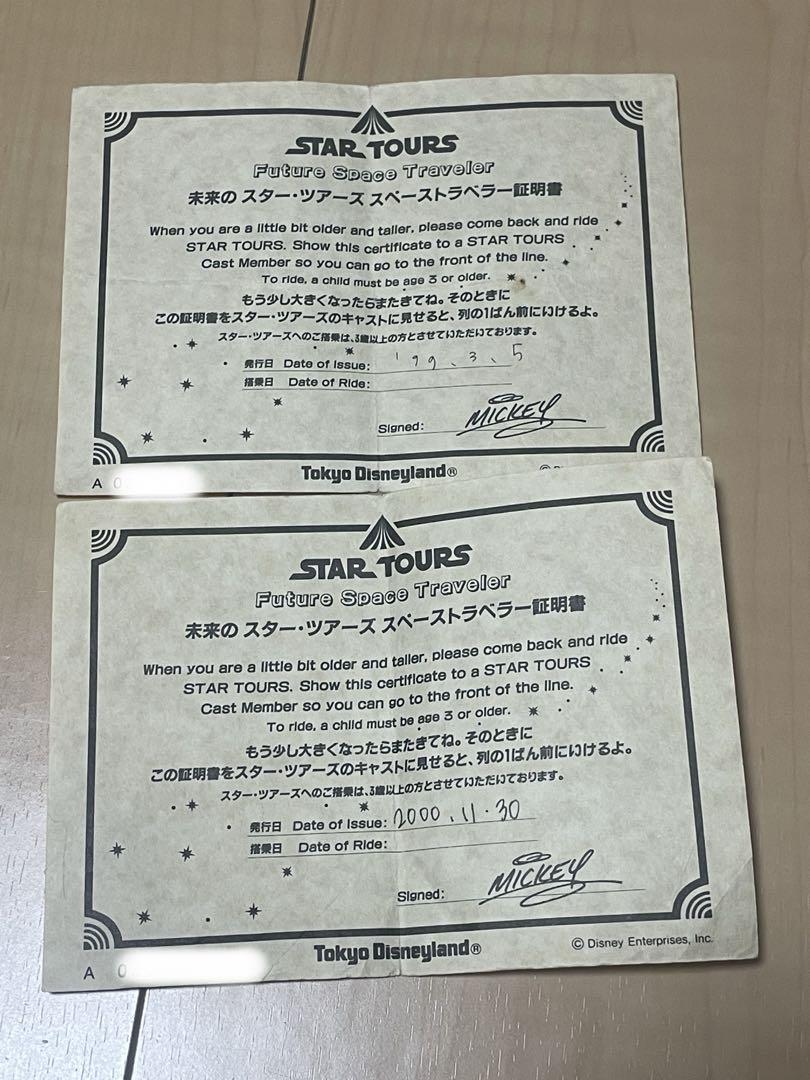 STAR TOURS
Future Space Traveler
未来の スター・ツアーズ スペーストラベラー証明書
When you are a little bit older and taller, please come back and ride
STAR TOURS. Show this certificate to a STAR TOURS
Cast Member so you can go to the front of the line.
To ride, a child must be age 3 or older.
もう少し大きくなったらまたきてね。そのときに
この証明書をスター・ツアーズのキャストに見せると、列の1ばん前にいけるよ。
スター・ツアーズへのご搭乗は、3歳以上の方とさせていただいております。
発行日 Date of Issue: '99.3.5
搭乗日 Date of Ride:
Signed: MICKEY
A 0
Tokyo Disneyland®
STAR TOURS
Future Space Traveler
未来の スター・ツアーズ スペーストラベラー証明書
When you are a little bit older and taller, please come back and ride
STAR TOURS. Show this certificate to a STAR TOURS
Cast Member so you can go to the front of the line.
To ride, a child must be age 3 or older.
もう少し大きくなったらまたきてね。そのときに
この証明書をスター・ツアーズのキャストに見せると、列の1ばん前にいけるよ。
スター・ツアーズへのご搭乗は、3歳以上の方とさせていただいております。
発行日 Date of Issue: 2000.11.30
搭乗日 Date of Ride:
Signed: MICKEY
A 0
Tokyo Disneyland®
© Disney Enterprises, Inc.